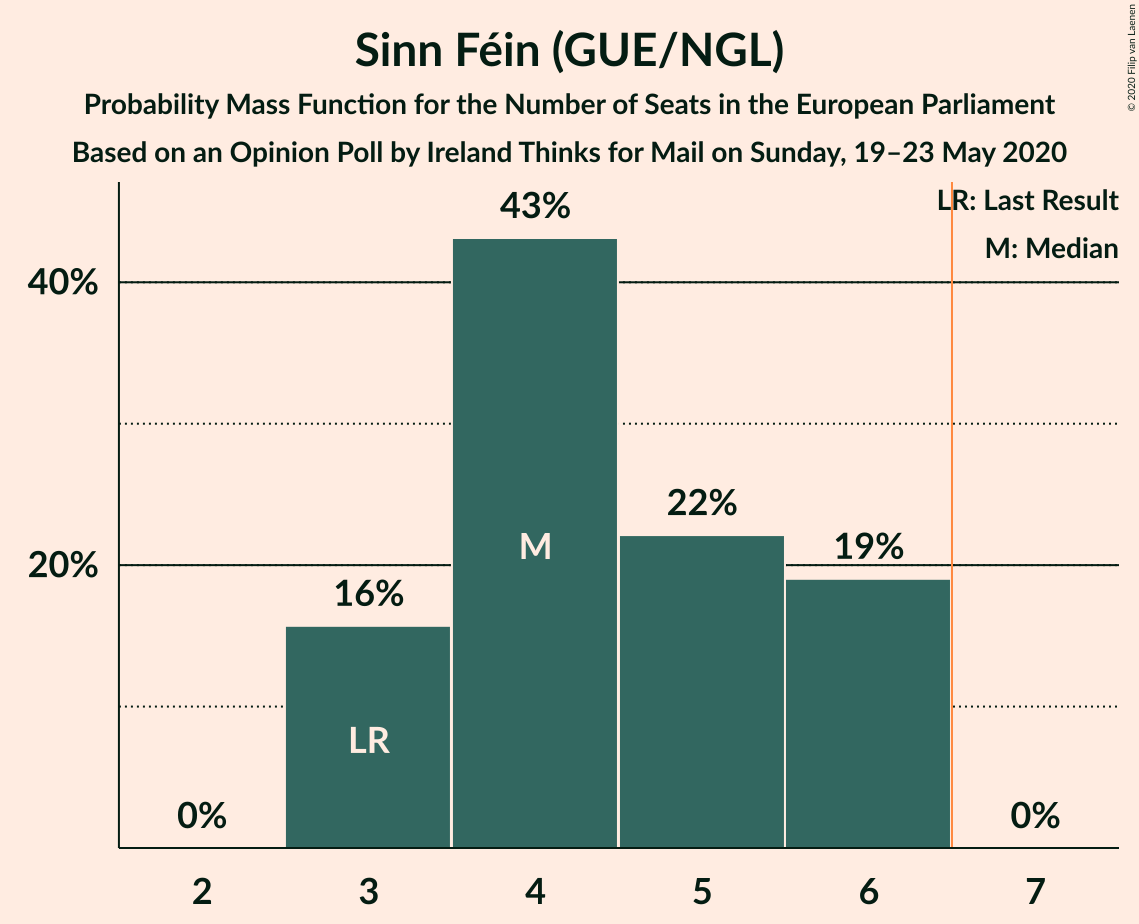 Sinn Féin (GUE/NGL)
Probability Mass Function for the Number of Seats in the European Parliament
Based on an Opinion Poll by Ireland Thinks for Mail on Sunday, 19–23 May 2020
© 2020 Filip van Laenen
LR: Last Result
M: Median
43%
40%
22%
19%
20%
16%
M
LR
0%
0%
2 3 4 5 6 7